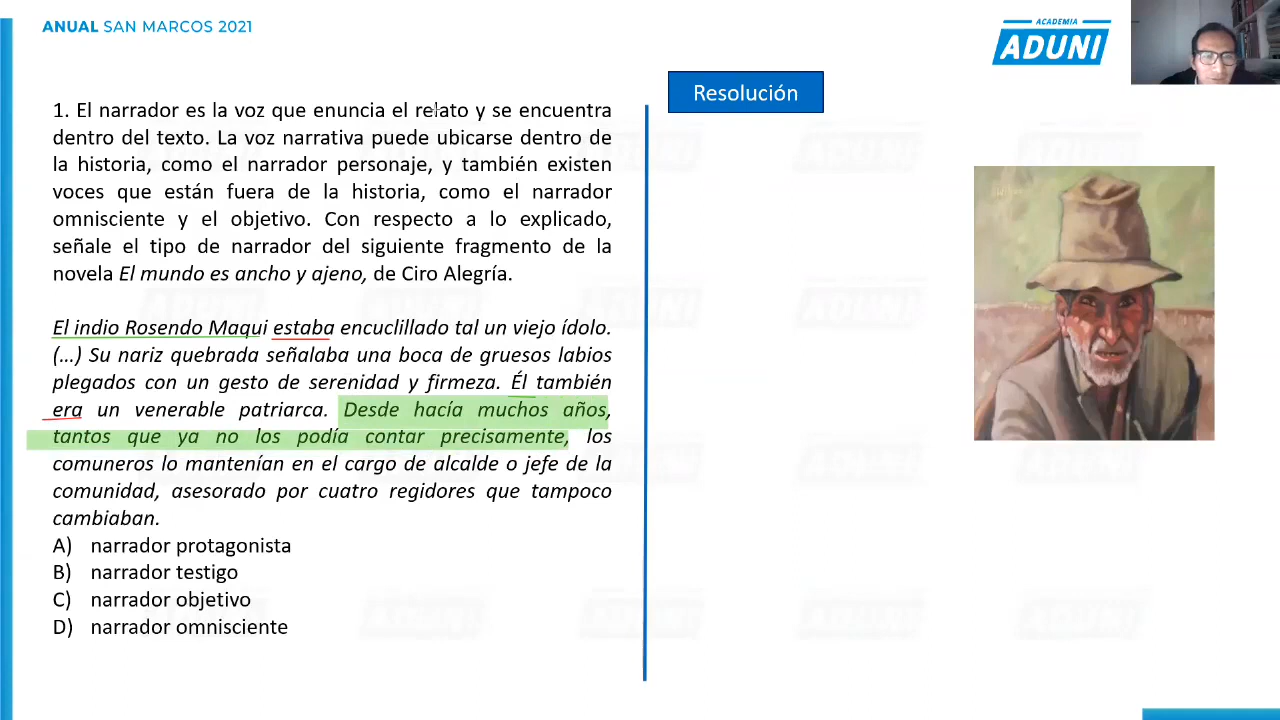 ANUAL SAN MARCOS 2021
ACADEMIA
ADUNI
Resolución
1. El narrador es la voz que enuncia el relato y se encuentra
dentro del texto. La voz narrativa puede ubicarse dentro de
la historia, como el narrador personaje, y también existen
voces que están fuera de la historia, como el narrador
omnisciente y el objetivo. Con respecto a lo explicado,
señale el tipo de narrador del siguiente fragmento de la
novela El mundo es ancho y ajeno, de Ciro Alegría.
El indio Rosendo Maqui estaba encuclillado tal un viejo ídolo.
(…) Su nariz quebrada señalaba una boca de gruesos labios
plegados con un gesto de serenidad y firmeza. Él también
era un venerable patriarca. Desde hacía muchos años,
tantos que ya no los podía contar precisamente, los
comuneros lo mantenían en el cargo de alcalde o jefe de la
comunidad, asesorado por cuatro regidores que tampoco
cambiaban.
A) narrador protagonista
B) narrador testigo
C) narrador objetivo
D) narrador omnisciente